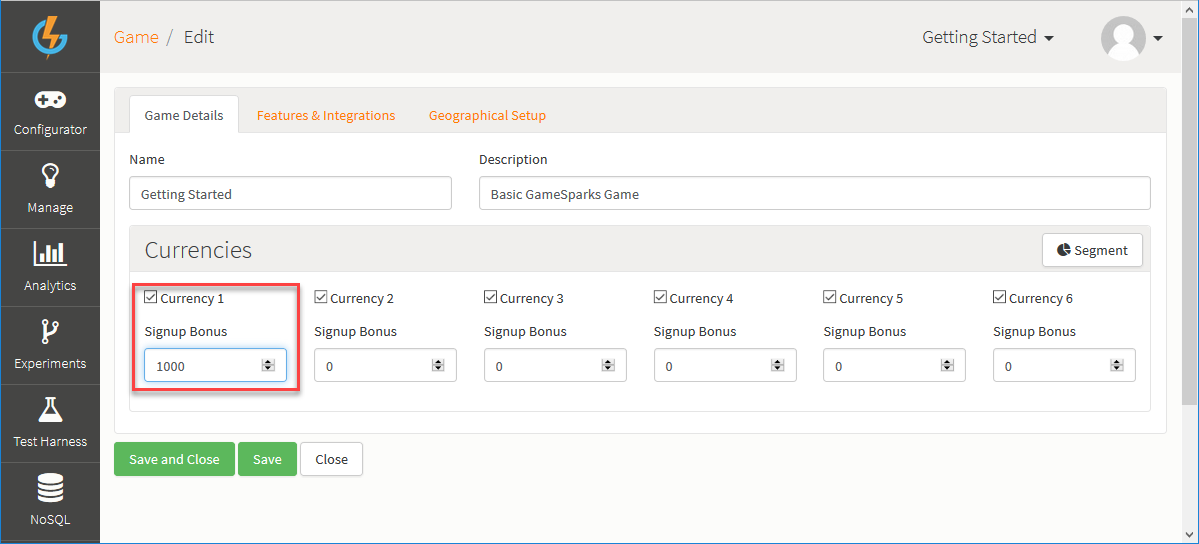 Game / Edit
Getting Started
Configurator
Manage
Analytics
Experiments
Test Harness
NoSQL
Game Details
Features & Integrations
Geographical Setup
Name
Description
Getting Started
Basic GameSparks Game
Currencies
Segment
Currency 1
Currency 2
Currency 3
Currency 4
Currency 5
Currency 6
Signup Bonus
Signup Bonus
Signup Bonus
Signup Bonus
Signup Bonus
Signup Bonus
1000
0
0
0
0
0
Save and Close
Save
Close